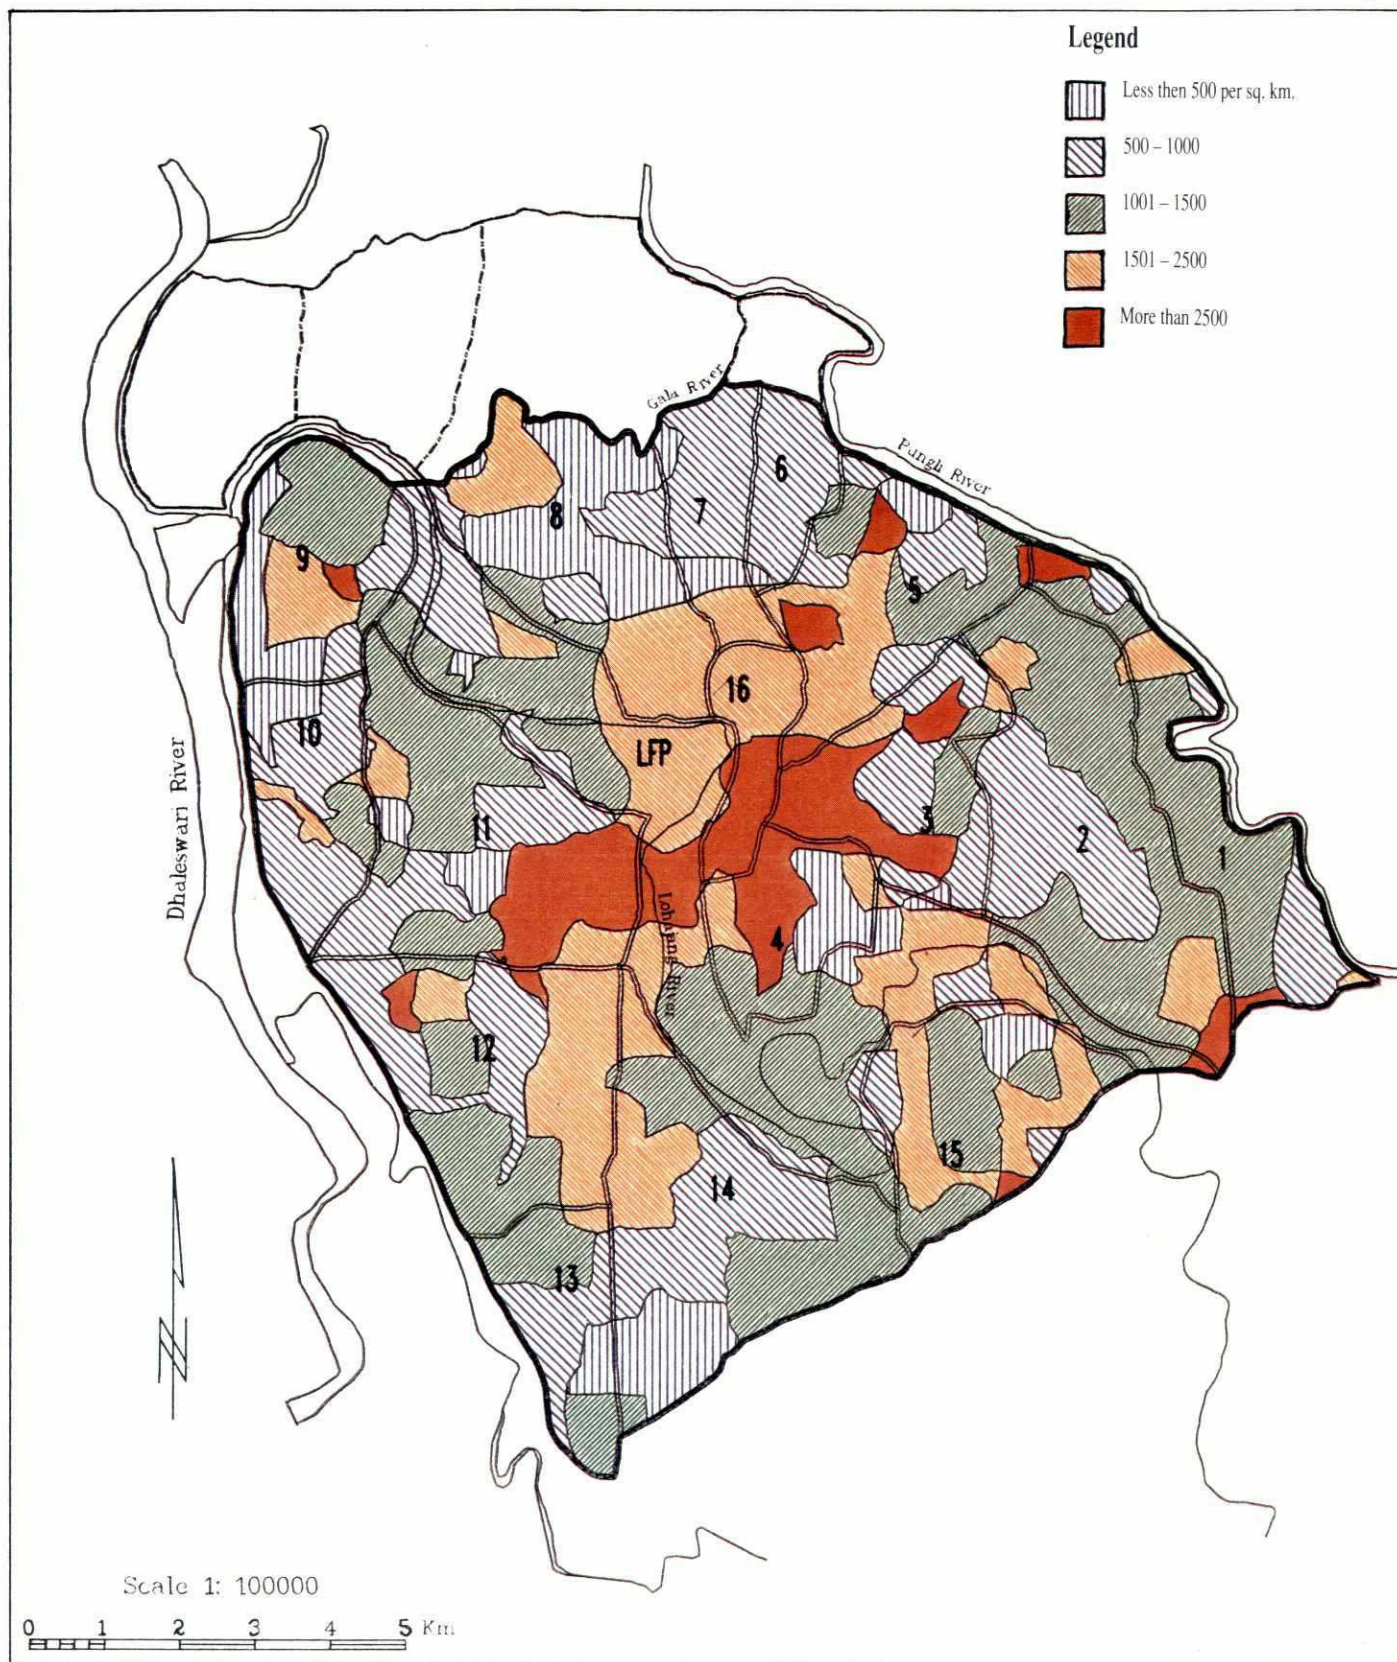 Legend
Less then 500 per sq. km.
500 – 1000
1001 – 1500
1501 – 2500
More than 2500
Gala River
Pungli River
6
7
8
9
5
16
10
LFP
11
3
2
1
Dhaleswari River
Lohajung River
4
12
15
14
13
Scale 1: 100000
0 1 2 3 4 5 Km